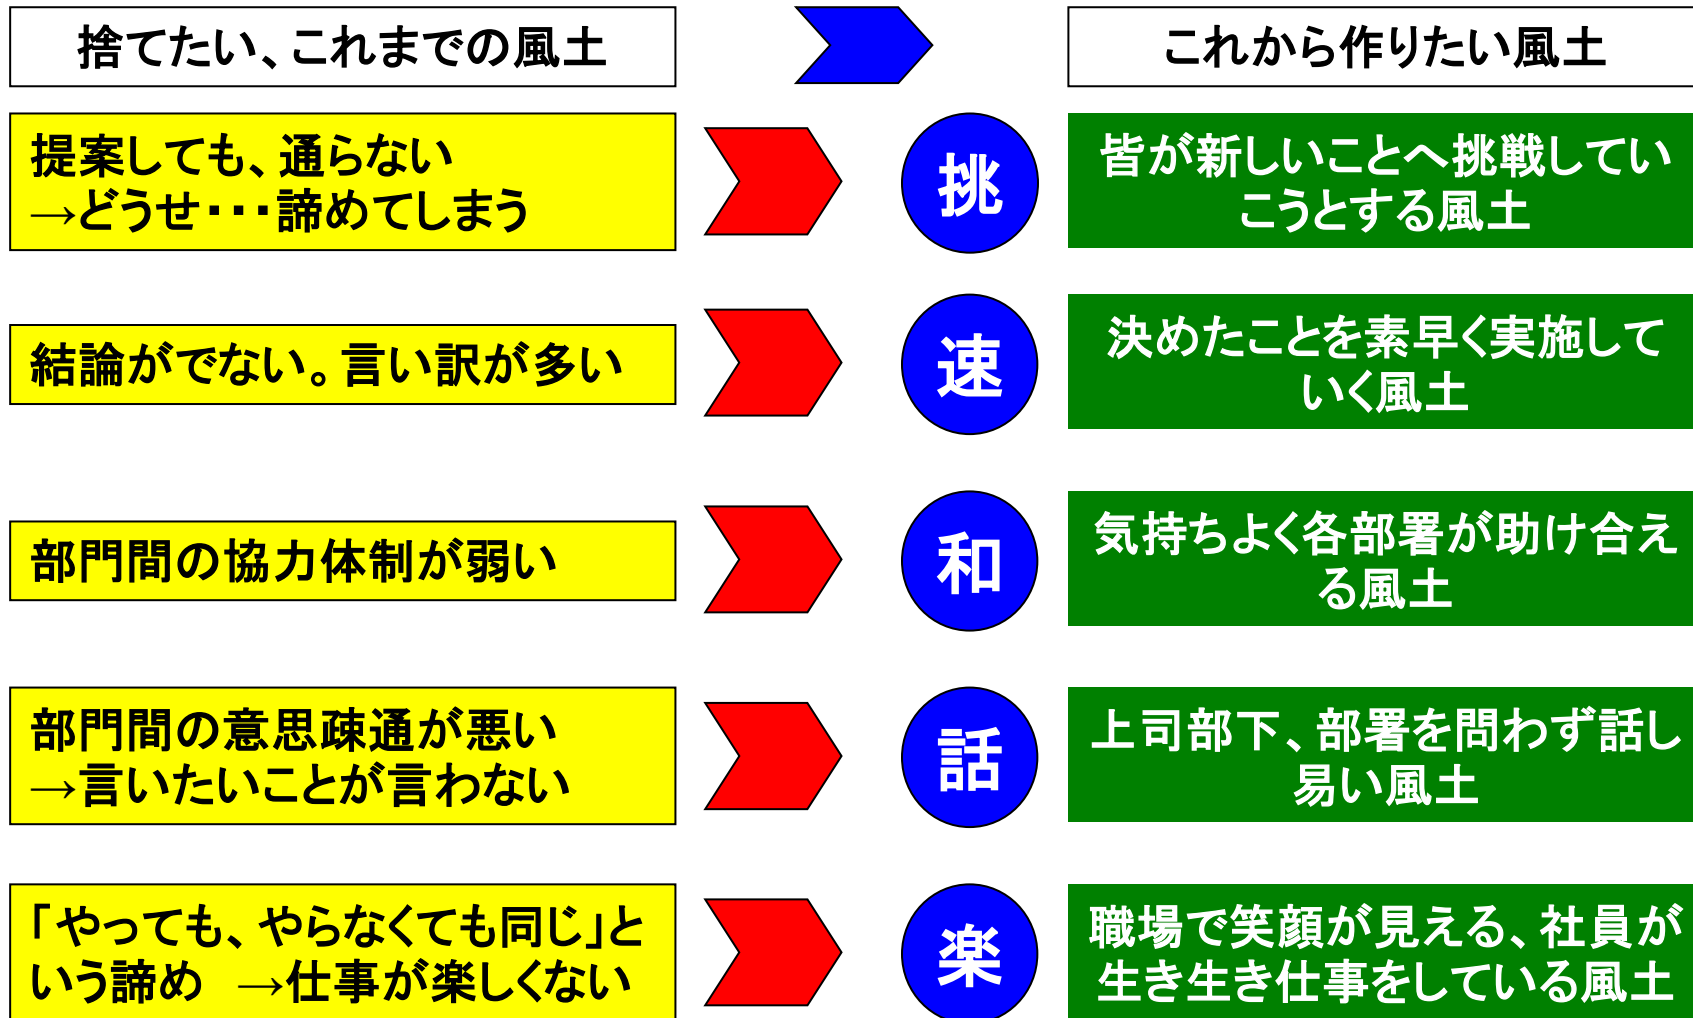 捨てたい、これまでの風土
これから作りたい風土
提案しても、通らない
→どうせ・・・諦めてしまう
挑
皆が新しいことへ挑戦してい
こうとする風土
結論がでない。言い訳が多い
速
決めたことを素早く実施して
いく風土
部門間の協力体制が弱い
和
気持ちよく各部署が助け合え
る風土
部門間の意思疎通が悪い
→言いたいことが言わない
話
上司部下、部署を問わず話し
易い風土
「やっても、やらなくても同じ」と
いう諦め　→仕事が楽しくない
楽
職場で笑顔が見える、社員が
生き生き仕事をしている風土